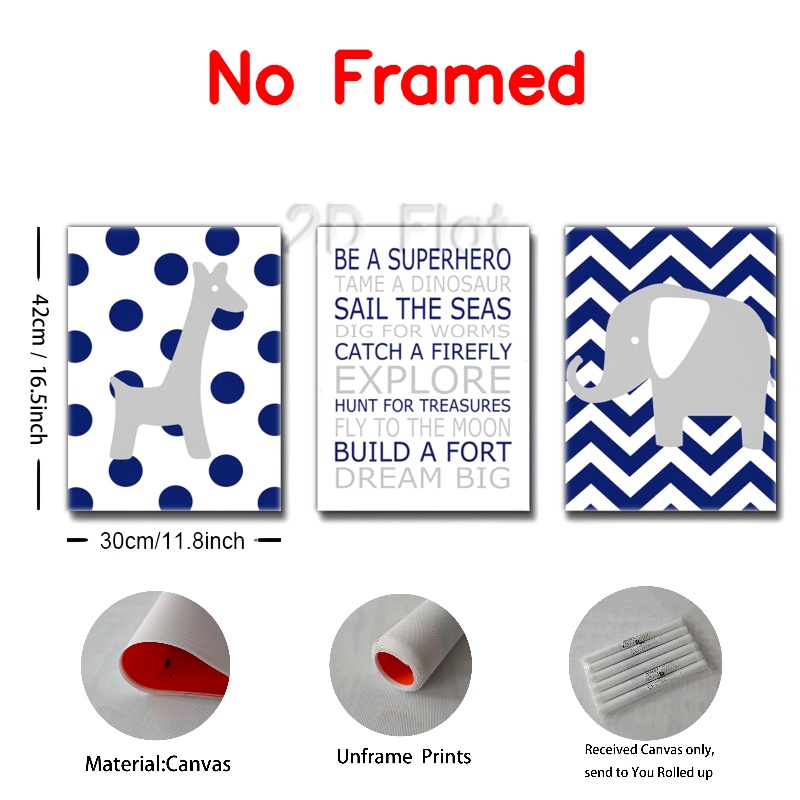 No Framed
2D Flat
42cm / 16.5inch
BE A SUPERHERO
TAME A DINOSAUR
SAIL THE SEAS
DIG FOR WORMS
CATCH A FIREFLY
EXPLORE
HUNT FOR TREASURES
FLY TO THE MOON
BUILD A FORT
DREAM BIG
30cm/11.8inch
Material:Canvas
Unframe Prints
Received Canvas only,
send to You Rolled up